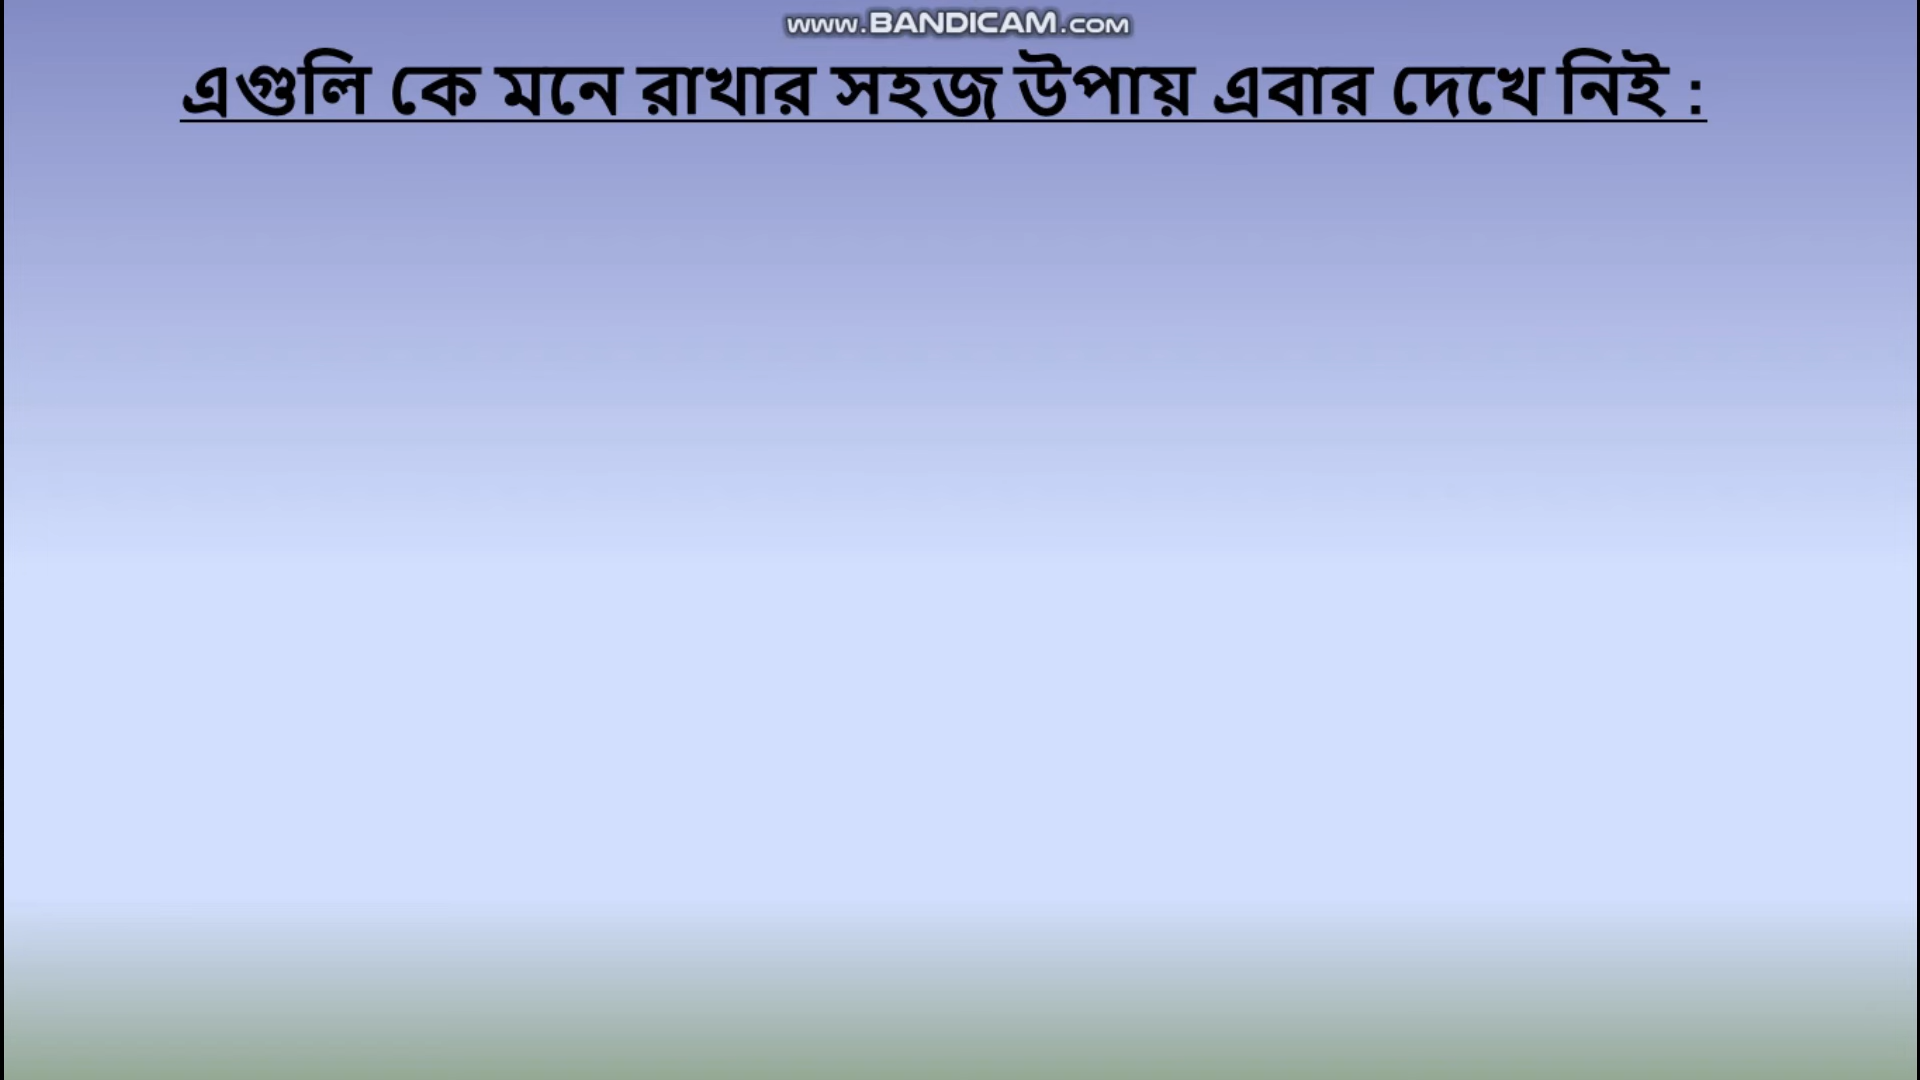 www.BANDICAM.com
এগুলি কে মনে রাখার সহজ উপায় এবার দেখে নিই :